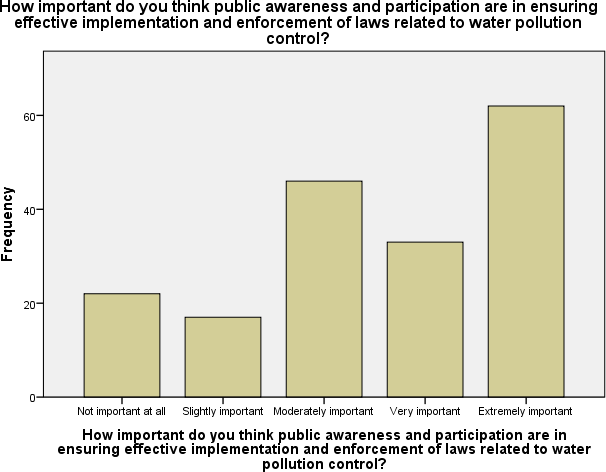 How important do you think public awareness and participation are in ensuring
effective implementation and enforcement of laws related to water pollution
control?
Frequency
60
40
20
0
Not important at all
Slightly important
Moderately important
Very important
Extremely important
How important do you think public awareness and participation are in
ensuring effective implementation and enforcement of laws related to water
pollution control?